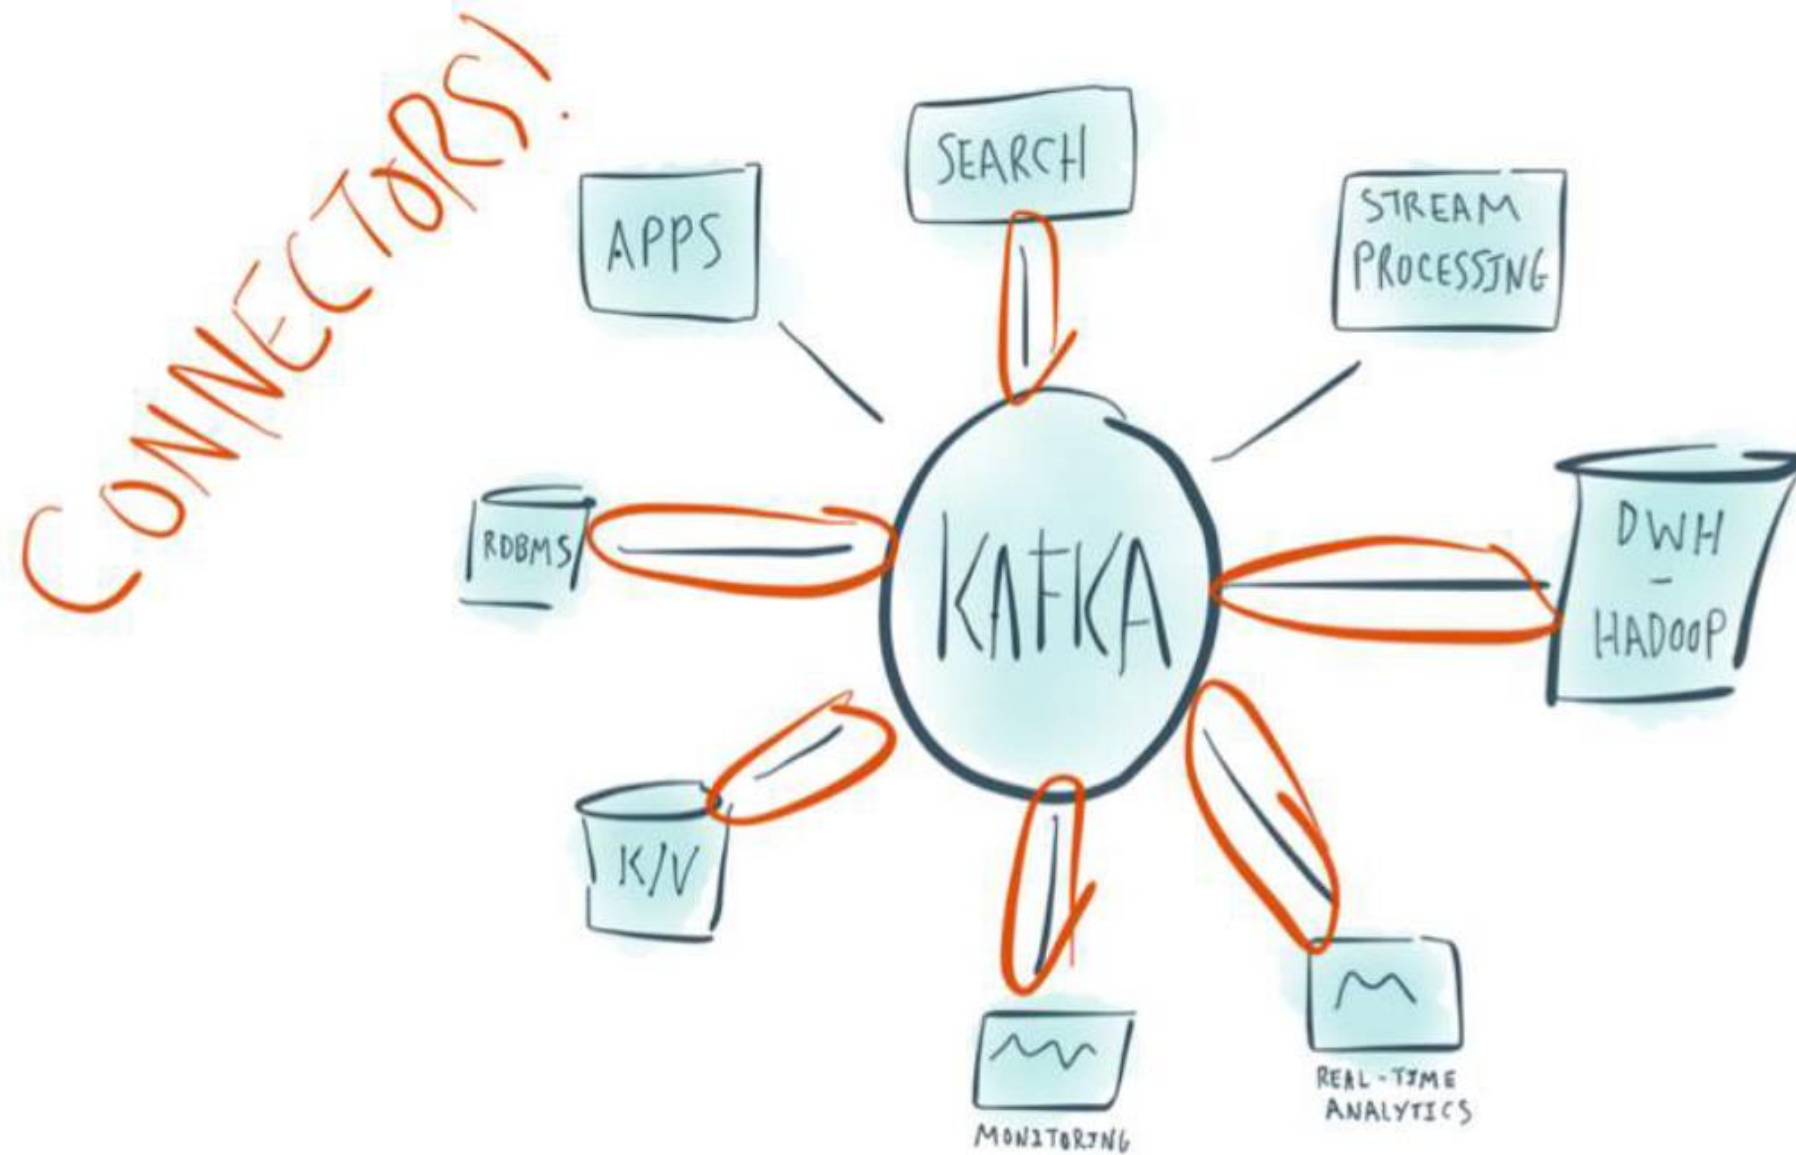 CONNECTORS!
SEARCH
APPS
STREAM
PROCESSING
RDBMS
KAFKA
DWH
-
HADOOP
K/V
MONITORING
REAL-TIME
ANALYTICS